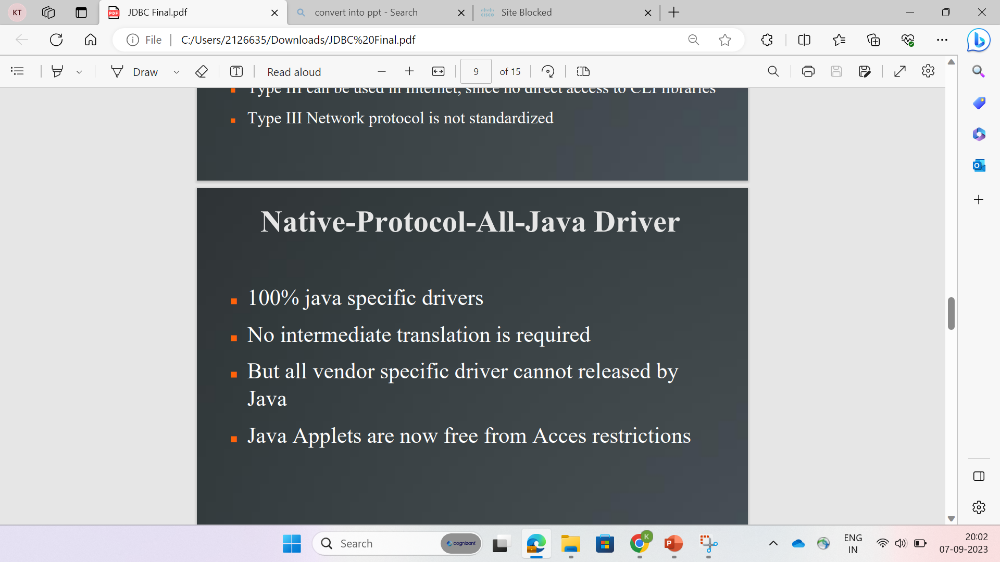 KT
JDBC Final.pdf
convert into ppt - Search
cisco
Site Blocked
File
C:/Users/2126635/Downloads/JDBC%20Final.pdf
Draw
Read aloud
9
of 15
Type III can be used in internet, since no direct access to CLI libraries
Type III Network protocol is not standardized
Native-Protocol-All-Java Driver
100% java specific drivers
No intermediate translation is required
But all vendor specific driver cannot released by
Java
Java Applets are now free from Acces restrictions
Search
cognizant
K
ENG
IN
20:02
07-09-2023